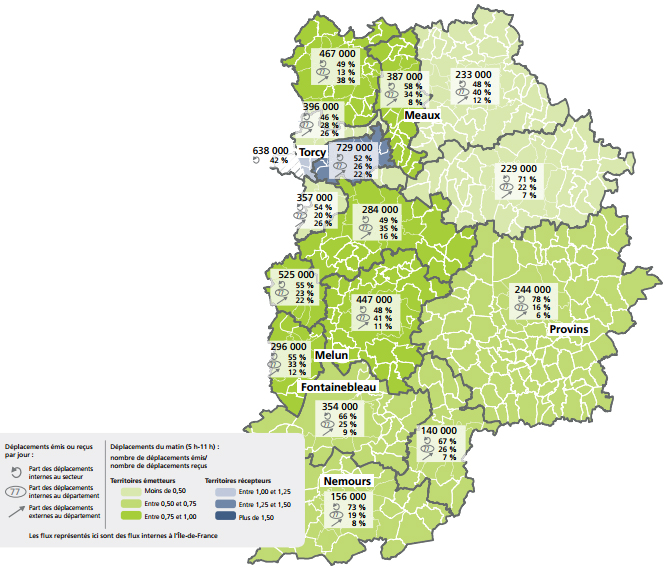 467 000
49 %
13 %
38 %
387 000
58 %
34 %
8 %
233 000
48 %
40 %
12 %
396 000
46 %
28 %
26 %
Meaux
638 000
42 %
Torcy
729 000
52 %
26 %
22 %
229 000
71 %
22 %
7 %
357 000
54 %
20 %
26 %
284 000
49 %
35 %
16 %
525 000
55 %
23 %
22 %
447 000
48 %
41 %
11 %
244 000
78 %
16 %
6 %
Provins
296 000
55 %
33 %
12 %
Melun
Fontainebleau
354 000
66 %
25 %
9 %
140 000
67 %
26 %
7 %
Nemours
156 000
73 %
19 %
8 %
Déplacements émis ou reçus
par jour :
Part des déplacements
internes au secteur
77
Part des déplacements
internes au département
Part des déplacements
externes au département
Déplacements du matin (5 h-11 h) :
nombre de déplacements émis/
nombre de déplacements reçus
Territoires émetteurs
Moins de 0,50
Entre 0,50 et 0,75
Entre 0,75 et 1,00
Territoires récepteurs
Entre 1,00 et 1,25
Entre 1,25 et 1,50
Plus de 1,50
Les flux représentés ici sont des flux internes à l'Île-de-France